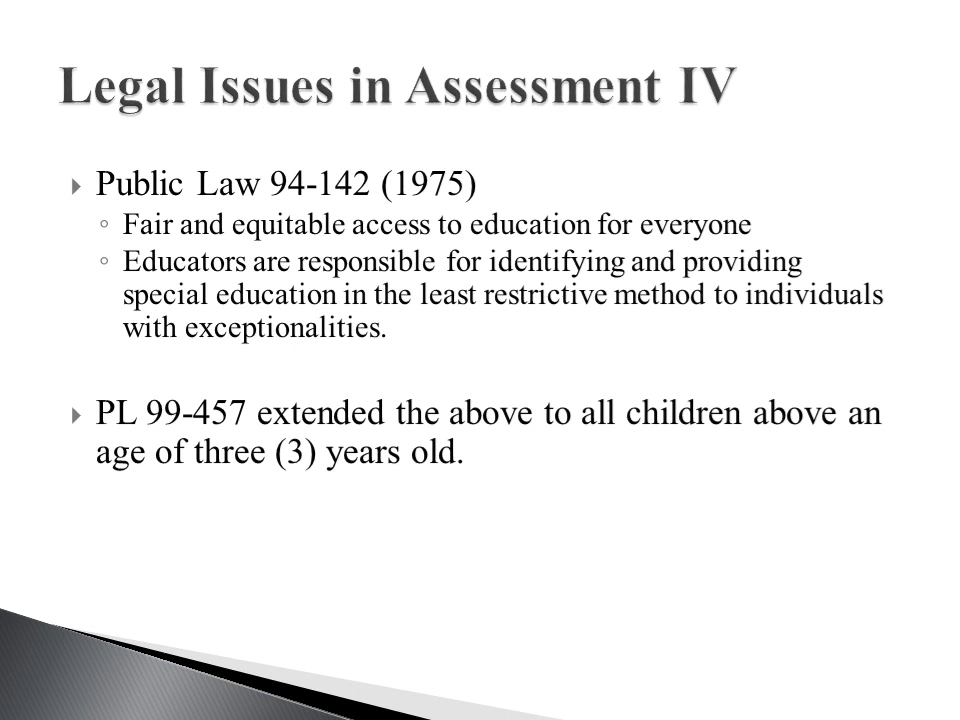 Legal Issues in Assessment IV
Public Law 94-142 (1975)
Fair and equitable access to education for everyone
Educators are responsible for identifying and providing
special education in the least restrictive method to individuals
with exceptionalities.
PL 99-457 extended the above to all children above an
age of three (3) years old.